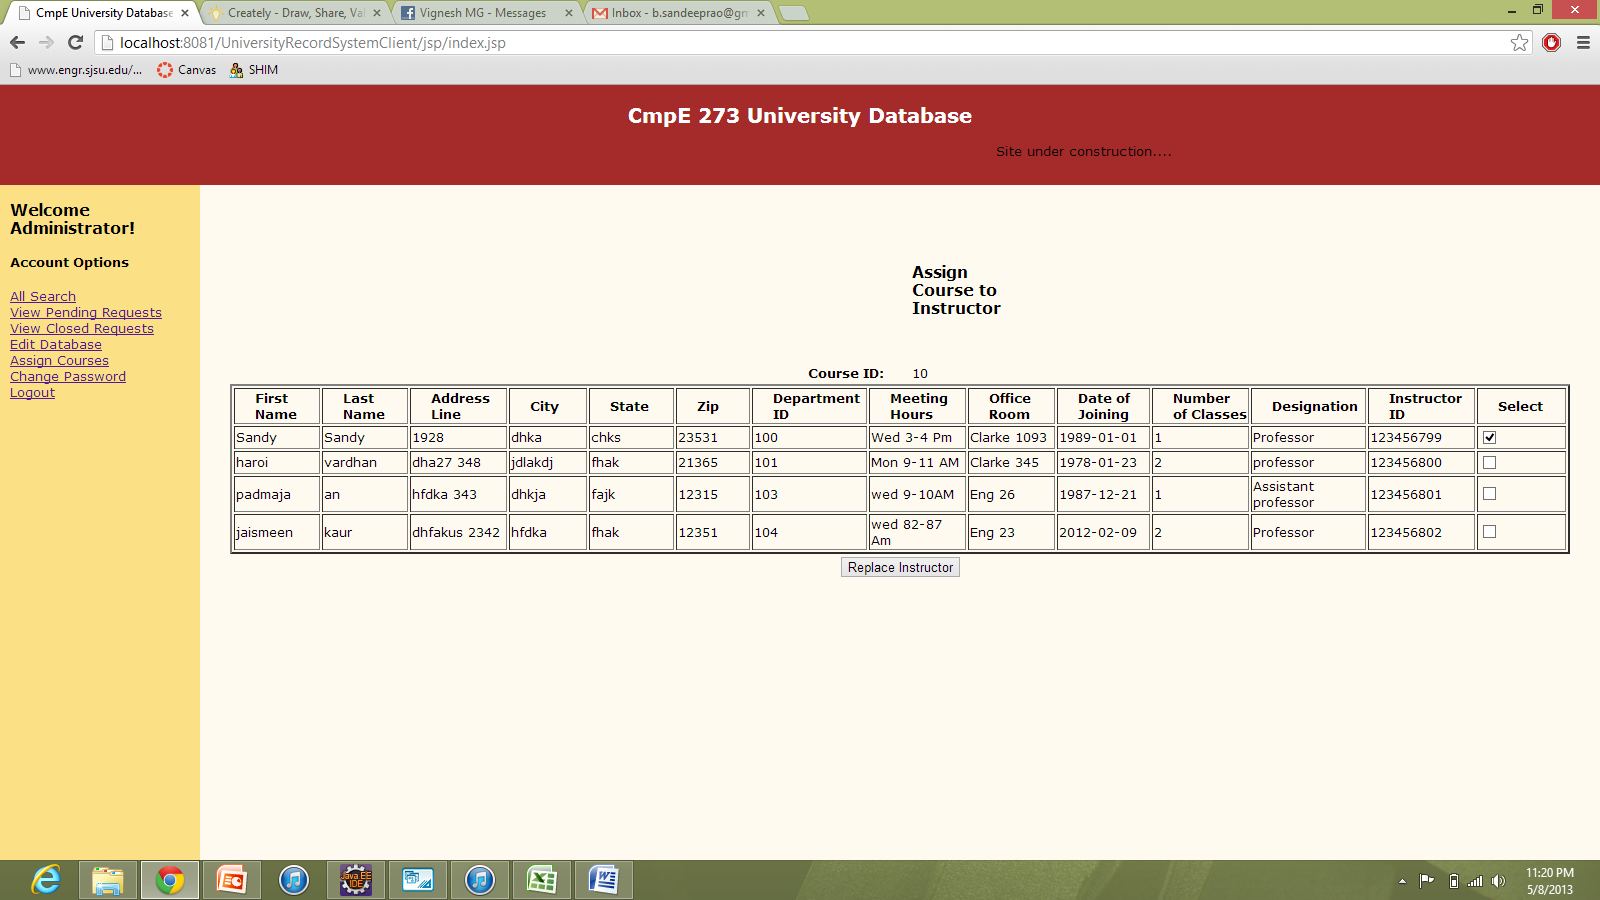 CmpE University Database
Creately - Draw, Share, Val
Vignesh MG - Messages
Inbox - b.sandeeprao@gm
localhost:8081/UniversityRecordSystemClient/jsp/index.jsp
www.engr.sjsu.edu/... Canvas SHIM
CmpE 273 University Database
Site under construction....
Welcome
Administrator!
Account Options
All Search
View Pending Requests
View Closed Requests
Edit Database
Assign Courses
Change Password
Logout
Assign
Course to
Instructor
Course ID: 10
First Name Last Name Address Line City State Zip Department ID Meeting Hours Office Room Date of Joining Number of Classes Designation Instructor ID Select
Sandy Sandy 1928 dhka chks 23531 100 Wed 3-4 Pm Clarke 1093 1989-01-01 1 Professor 123456799
haroi vardhan dha27 348 jdlakdj fhak 21365 101 Mon 9-11 AM Clarke 345 1978-01-23 2 professor 123456800
padmaja an hfdka 343 dhkja fajk 12315 103 wed 9-10AM Eng 26 1987-12-21 1 Assistant professor 123456801
jaismeen kaur dhfakus 2342 hfdka fhak 12351 104 wed 82-87 Am Eng 23 2012-02-09 2 Professor 123456802
Replace Instructor
Java EE
IDE
11:20 PM
5/8/2013